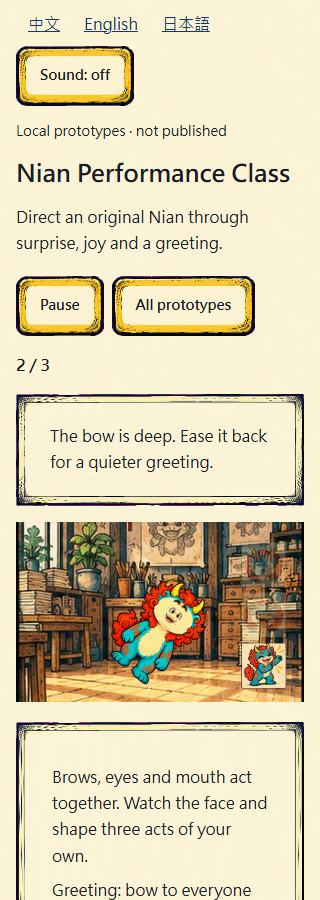 中文 English 日本語
Sound: off
Local prototypes · not published
Nian Performance Class
Direct an original Nian through
surprise, joy and a greeting.
Pause All prototypes
2 / 3
The bow is deep. Ease it back
for a quieter greeting.
Brows, eyes and mouth act
together. Watch the face and
shape three acts of your
own.
Greeting: bow to everyone